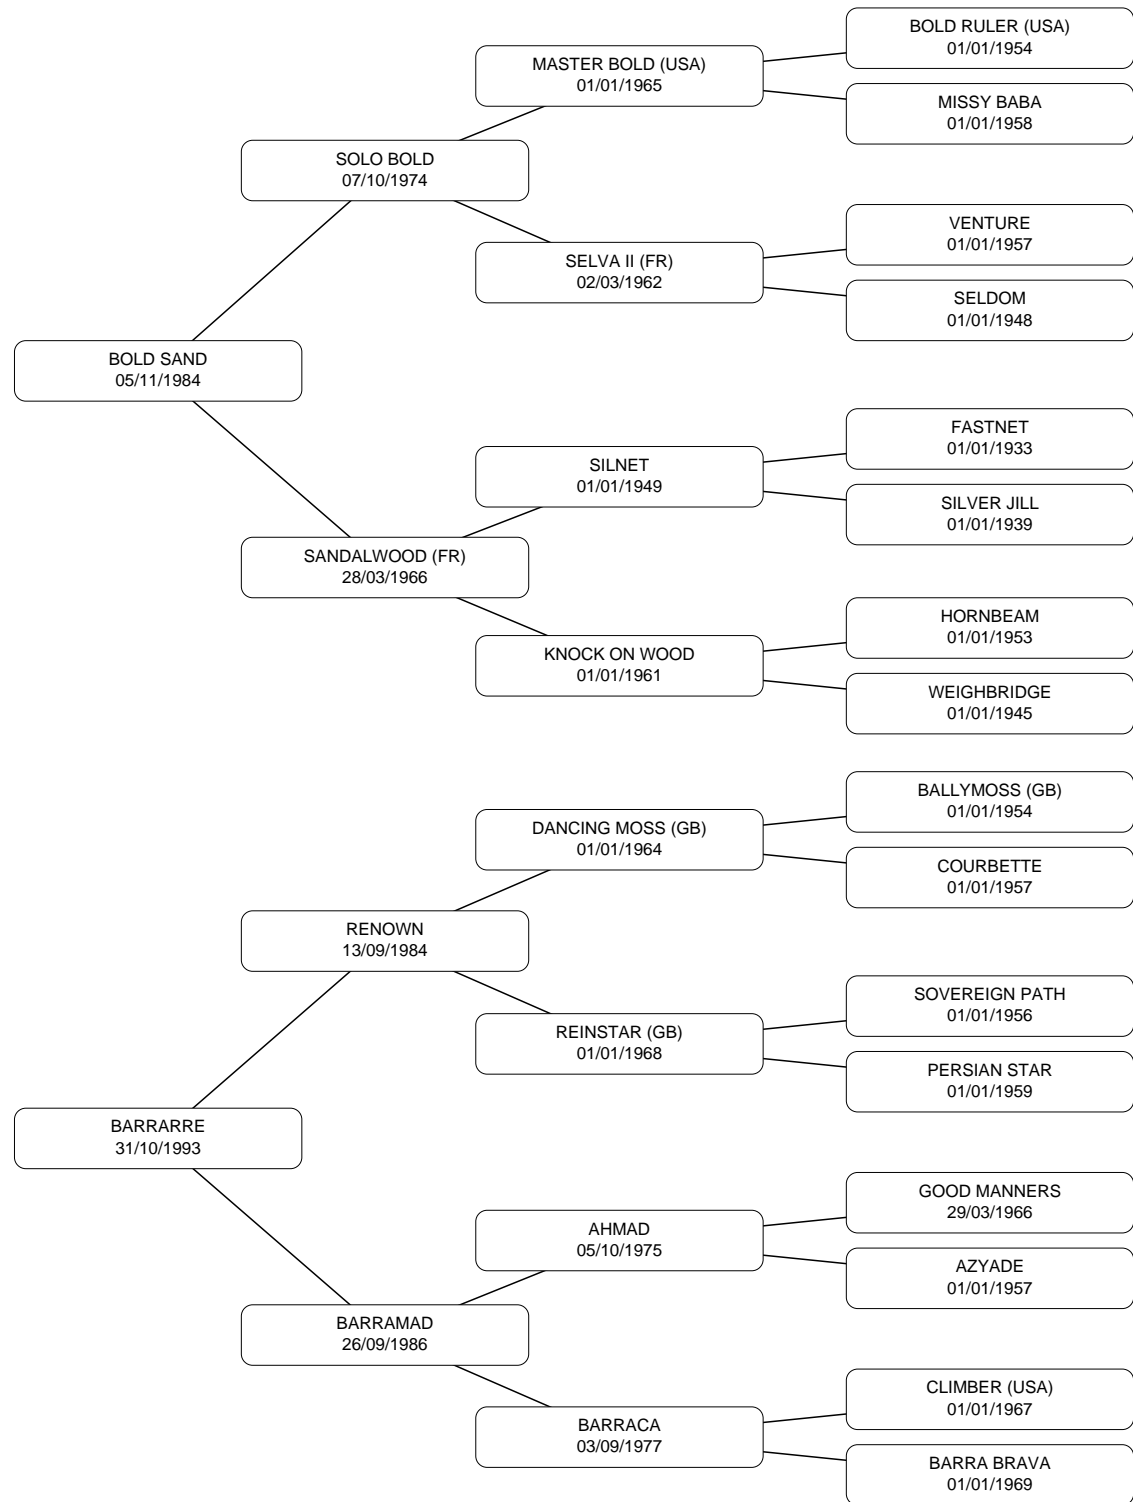 BOLD RULER (USA)
01/01/1954
MASTER BOLD (USA)
01/01/1965
MISSY BABA
01/01/1958
SOLO BOLD
07/10/1974
VENTURE
01/01/1957
SELVA II (FR)
02/03/1962
SELDOM
01/01/1948
BOLD SAND
05/11/1984
FASTNET
01/01/1933
SILNET
01/01/1949
SILVER JILL
01/01/1939
SANDALWOOD (FR)
28/03/1966
HORNBEAM
01/01/1953
KNOCK ON WOOD
01/01/1961
WEIGHBRIDGE
01/01/1945
BALLYMOSS (GB)
01/01/1954
DANCING MOSS (GB)
01/01/1964
COURBETTE
01/01/1957
RENOWN
13/09/1984
SOVEREIGN PATH
01/01/1956
REINSTAR (GB)
01/01/1968
PERSIAN STAR
01/01/1959
BARRARRE
31/10/1993
GOOD MANNERS
29/03/1966
AHMAD
05/10/1975
AZYADE
01/01/1957
BARRAMAD
26/09/1986
CLIMBER (USA)
01/01/1967
BARRACA
03/09/1977
BARRA BRAVA
01/01/1969